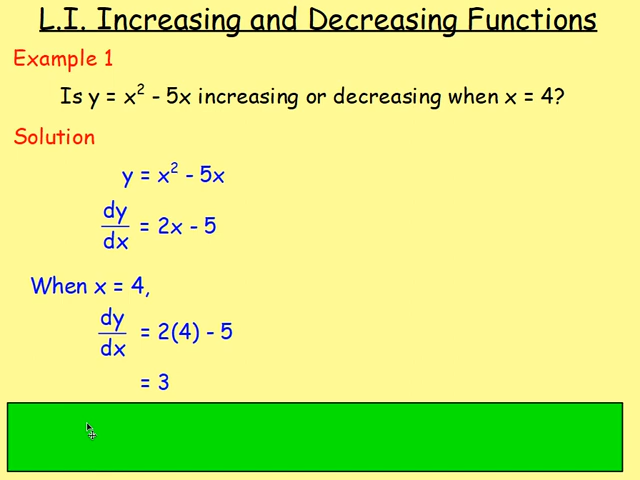 L.I. Increasing and Decreasing Functions
Example 1
Is y = x² - 5x increasing or decreasing when x = 4?
Solution
y = x² - 5x
dy
dx
= 2x - 5
When x = 4,
dy
dx
= 2(4) - 5
= 3